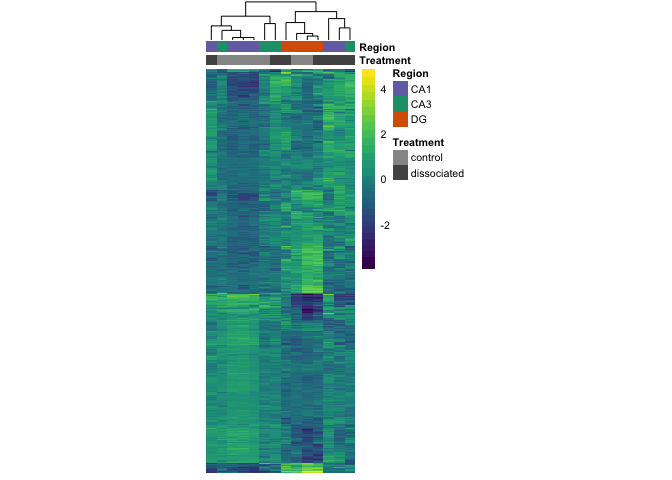 Region
Treatment
4
2
0
-2
Region
CA1
CA3
DG
Treatment
control
dissociated